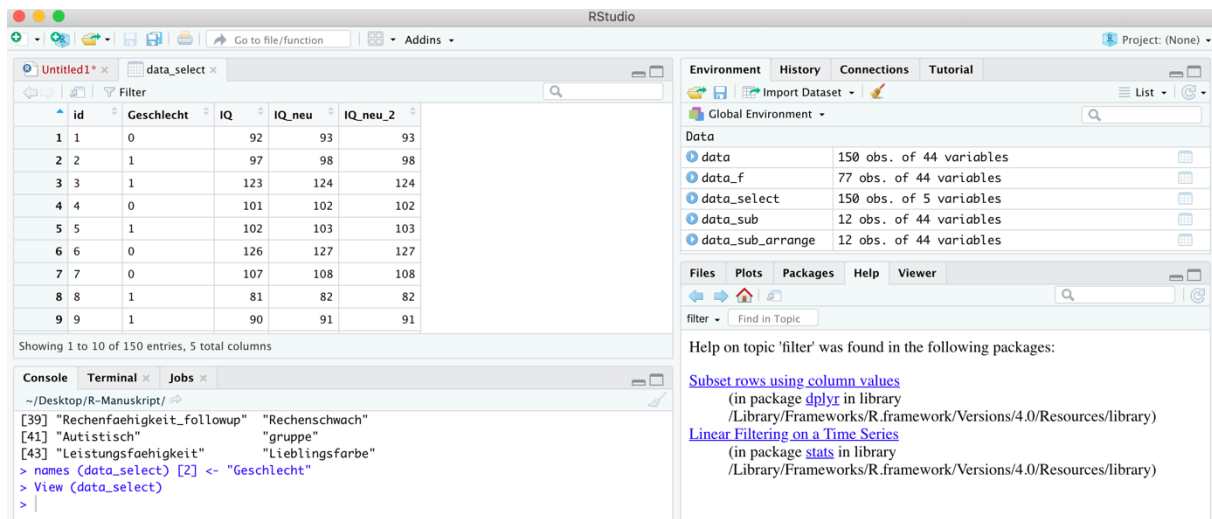 RStudio
Go to file/function Addins Project: (None)
Untitled1* data_select
Filter
id Geschlecht IQ IQ_neu IQ_neu_2
1 1 0 92 93 93
2 2 1 97 98 98
3 3 1 123 124 124
4 4 0 101 102 102
5 5 1 102 103 103
6 6 0 126 127 127
7 7 0 107 108 108
8 8 1 81 82 82
9 9 1 90 91 91
Showing 1 to 10 of 150 entries, 5 total columns
Console Terminal Jobs
~/Desktop/R-Manuskript/
[39] "Rechenfaehigkeit_followup" "Rechenschwach"
[41] "Autistisch" "gruppe"
[43] "Leistungsfaehigkeit" "Lieblingsfarbe"
> names (data_select) [2] <- "Geschlecht"
> View (data_select)
>
Environment History Connections Tutorial
Import Dataset List
Global Environment
Data
data 150 obs. of 44 variables
data_f 77 obs. of 44 variables
data_select 150 obs. of 5 variables
data_sub 12 obs. of 44 variables
data_sub_arrange 12 obs. of 44 variables
Files Plots Packages Help Viewer
filter Find in Topic
Help on topic 'filter' was found in the following packages:
Subset rows using column values
(in package dplyr in library
/Library/Frameworks/R.framework/Versions/4.0/Resources/library)
Linear Filtering on a Time Series
(in package stats in library
/Library/Frameworks/R.framework/Versions/4.0/Resources/library)